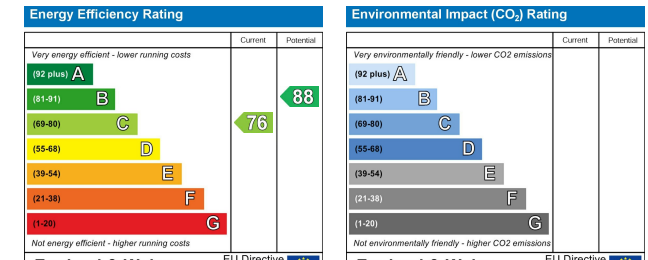 Energy Efficiency Rating
Current Potential
Very energy efficient - lower running costs
(92 plus) A
(81-91) B
(69-80) C
(55-68) D
(39-54) E
(21-38) F
(1-20) G
76
88
Not energy efficient - higher running costs
EU Directive
Environmental Impact (CO₂) Rating
Current Potential
Very environmentally friendly - lower CO2 emissions
(92 plus) A
(81-91) B
(69-80) C
(55-68) D
(39-54) E
(21-38) F
(1-20) G
Not environmentally friendly - higher CO2 emissions
EU Directive